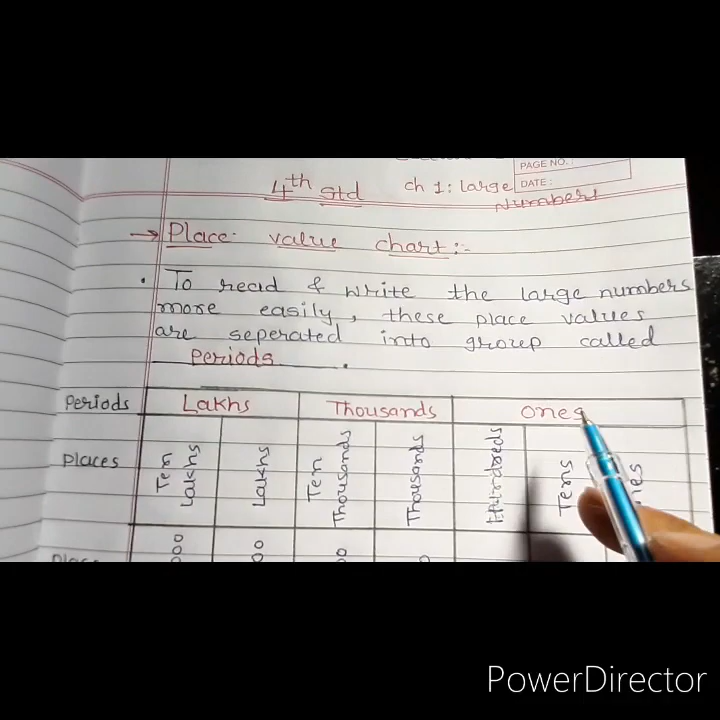 PAGE NO.:
4th std ch 1: large DATE:
Numbers
→ Place value chart :-
• To read & write the large numbers
more easily, these place values
are seperated into group called
Periods .
Periods Lakhs Thousands Ones
Places Ten Lakhs Lakhs Ten Thousands Thousands Hundreds Tens nes
Place
PowerDirector